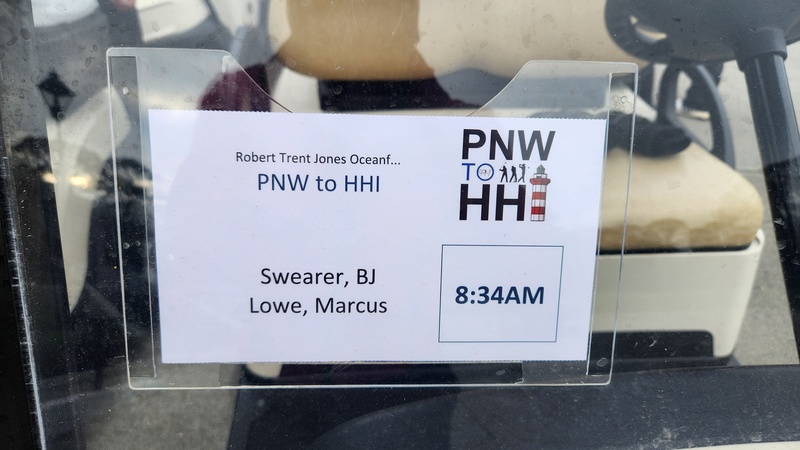 Robert Trent Jones Oceanf...
PNW to HHI
PNW
TO
HHI
Swearer, BJ
Lowe, Marcus
8:34AM